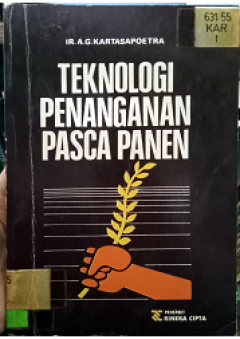 IR. A.G. KARTASAPOETRA
631.55
KAR
t
TEKNOLOGI
PENANGANAN
PASCA PANEN
PENERBIT
RINEKA CIPTA